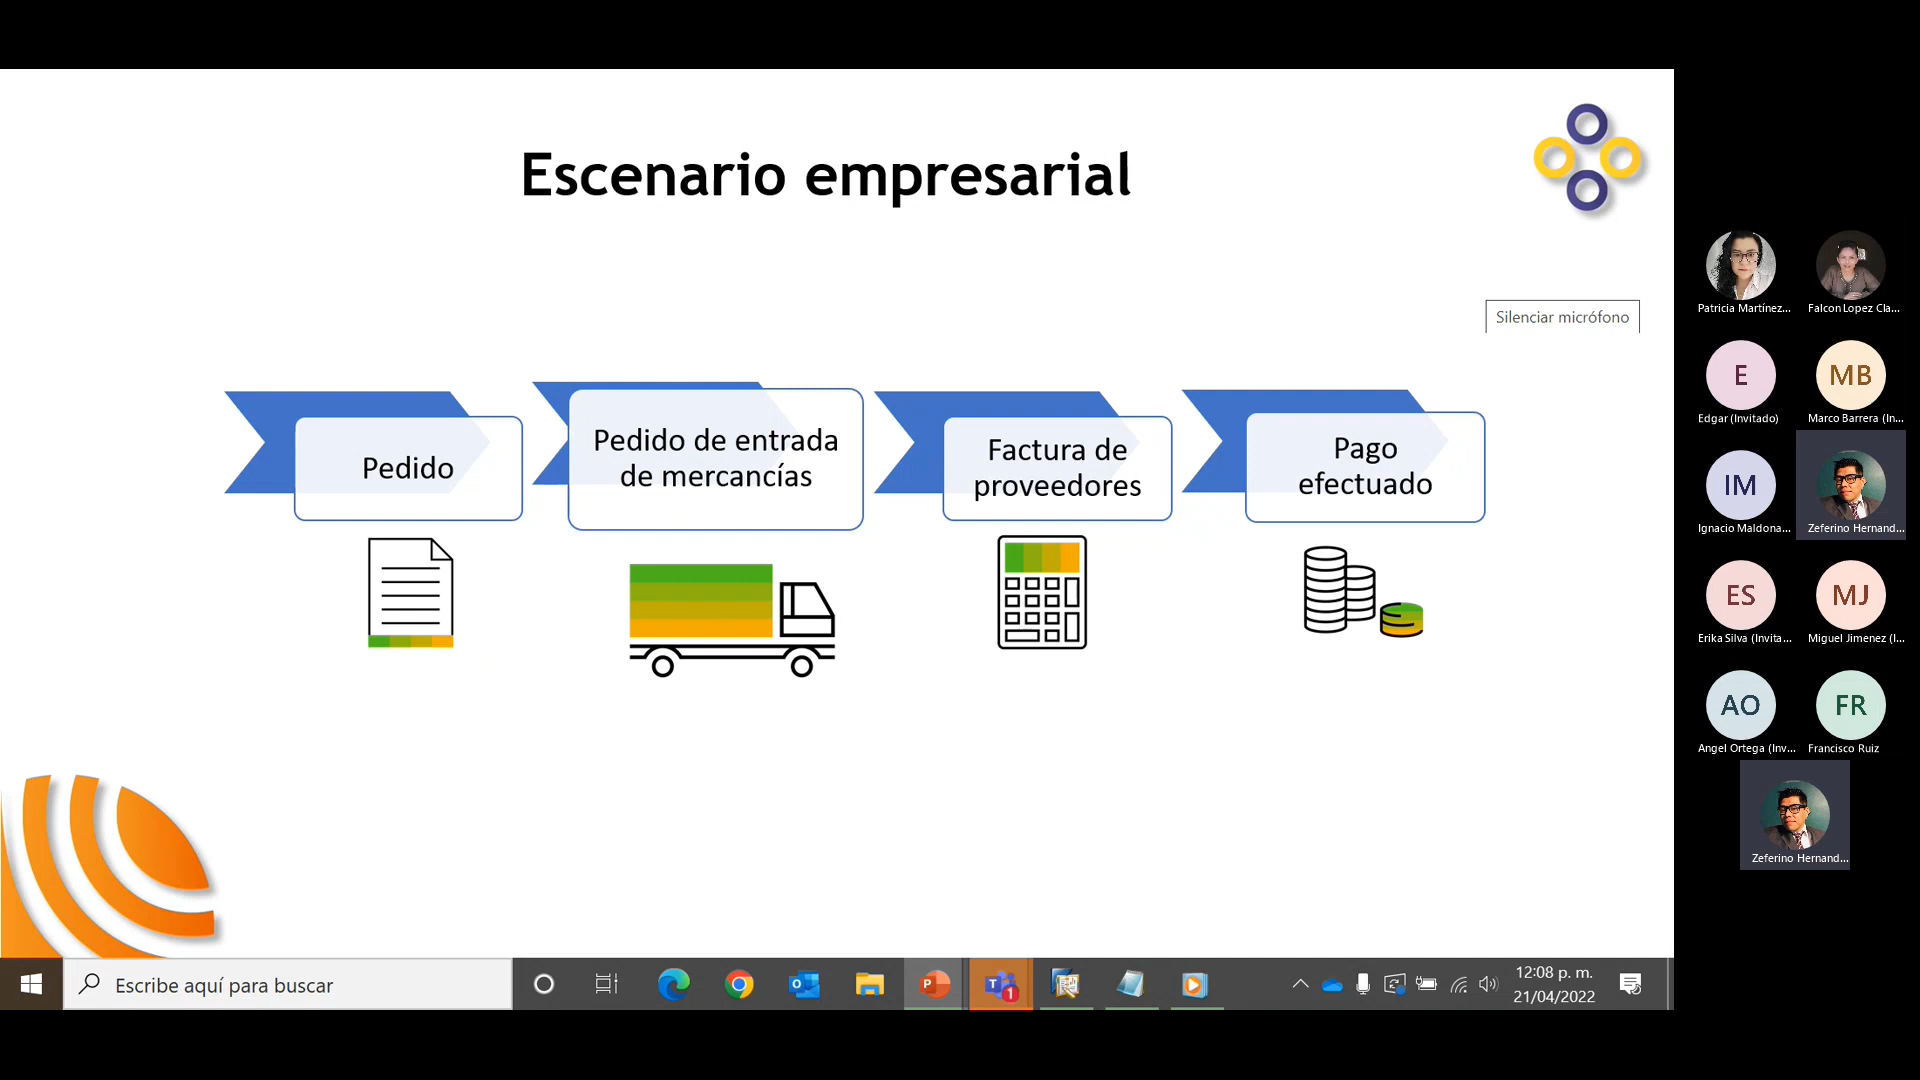 Escenario empresarial
Silenciar micrófono
Pedido
Pedido de entrada
de mercancías
Factura de
proveedores
Pago
efectuado
Patricia Martínez...
Falcon Lopez Cla...
E
Edgar (Invitado)
MB
Marco Barrera (In...
IM
Ignacio Maldona...
Zeferino Hernand...
ES
Erika Silva (Invita...
MJ
Miguel Jimenez (I...
AO
Angel Ortega (Inv...
FR
Francisco Ruiz
Zeferino Hernand...
Escribe aquí para buscar
1
12:08 p. m.
21/04/2022